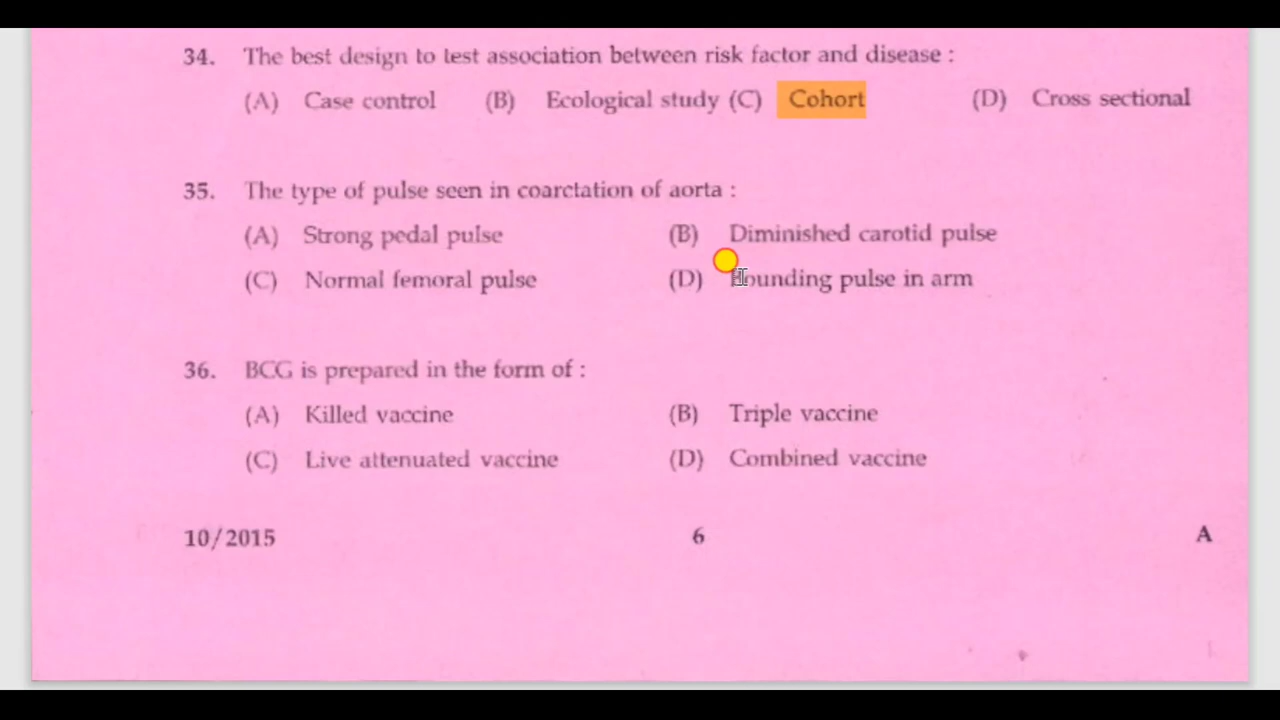 34. The best design to test association between risk factor and disease :
(A) Case control (B) Ecological study (C) Cohort (D) Cross sectional
35. The type of pulse seen in coarctation of aorta :
(A) Strong pedal pulse (B) Diminished carotid pulse
(C) Normal femoral pulse (D) Bounding pulse in arm
36. BCG is prepared in the form of :
(A) Killed vaccine (B) Triple vaccine
(C) Live attenuated vaccine (D) Combined vaccine
10/2015 6 A